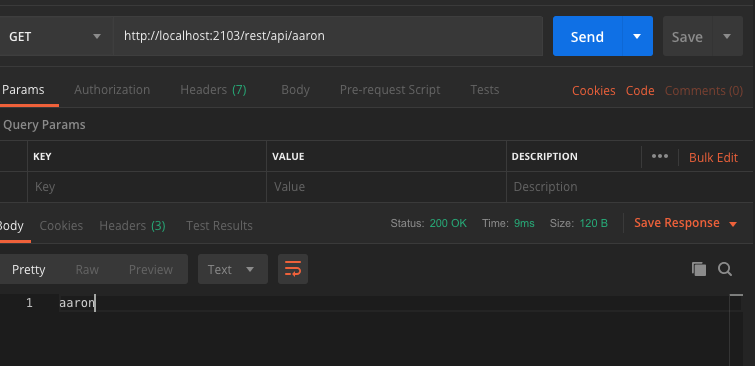 GET http://localhost:2103/rest/api/aaron Send Save
Params Authorization Headers (7) Body Pre-request Script Tests Cookies Code Comments (0)
Query Params
KEY VALUE DESCRIPTION ••• Bulk Edit
Key Value Description
Body Cookies Headers (3) Test Results Status: 200 OK Time: 9ms Size: 120 B Save Response
Pretty Raw Preview Text
1 aaron